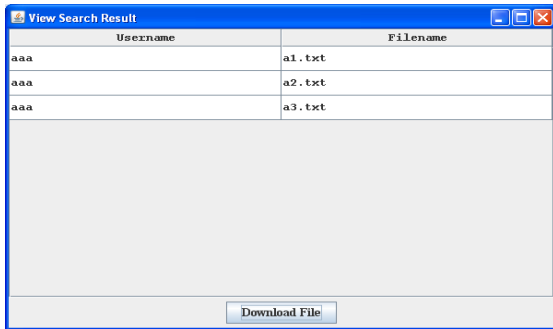 View Search Result
Username Filename
aaa a1.txt
aaa a2.txt
aaa a3.txt
Download File